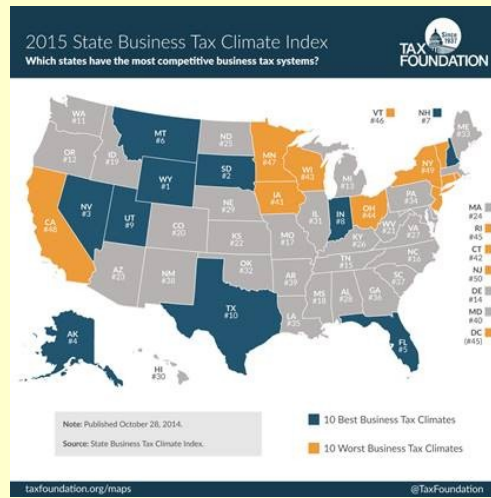 2015 State Business Tax Climate Index
Which states have the most competitive business tax systems?
Since
1937
TAX
FOUNDATION
WA
#11
OR
#12
CA
#48
NV
#3
ID
#19
MT
#6
WY
#1
UT
#9
AZ
#23
CO
#20
NM
#38
ND
#25
SD
#2
NE
#29
KS
#22
OK
#32
TX
#10
MN
#47
IA
#41
MO
#17
AR
#39
LA
#35
WI
#43
IL
#31
MI
#13
IN
#8
OH
#44
KY
#26
TN
#15
MS
#18
AL
#28
GA
#36
FL
#5
SC
#37
NC
#16
VA
#27
WV
#21
PA
#34
NY
#49
VT
#46
NH
#7
ME
#33
MA
#24
RI
#45
CT
#42
NJ
#50
DE
#14
MD
#40
DC
(#45)
AK
#4
HI
#30
Note: Published October 28, 2014.
Source: State Business Tax Climate Index.
10 Best Business Tax Climates
10 Worst Business Tax Climates
taxfoundation.org/maps
@TaxFoundation